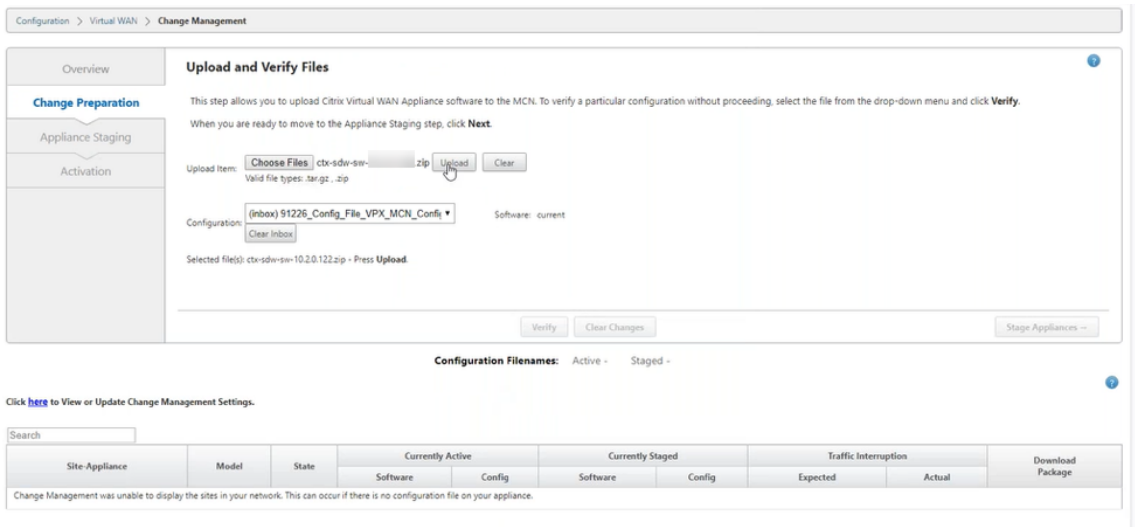 Configuration > Virtual WAN > Change Management
Overview
Change Preparation
Appliance Staging
Activation
Upload and Verify Files
This step allows you to upload Citrix Virtual WAN Appliance software to the MCN. To verify a particular configuration without proceeding, select the file from the drop-down menu and click Verify.
When you are ready to move to the Appliance Staging step, click Next.
Upload Item: Choose Files ctx-sdw-sw- .zip Upload Clear
Valid file types: .tar.gz , .zip
Configuration: (inbox) 91226_Config_File_VPX_MCN_Config Software: current
Clear Inbox
Selected file(s): ctx-sdw-sw-10.2.0.122.zip - Press Upload.
Verify Clear Changes Stage Appliances
Configuration Filenames: Active - Staged -
Click here to View or Update Change Management Settings.
Search
Site-Appliance Model State Currently Active Currently Staged Traffic Interruption Download Package
Software Config Software Config Expected Actual
Change Management was unable to display the sites in your network. This can occur if there is no configuration file on your appliance.